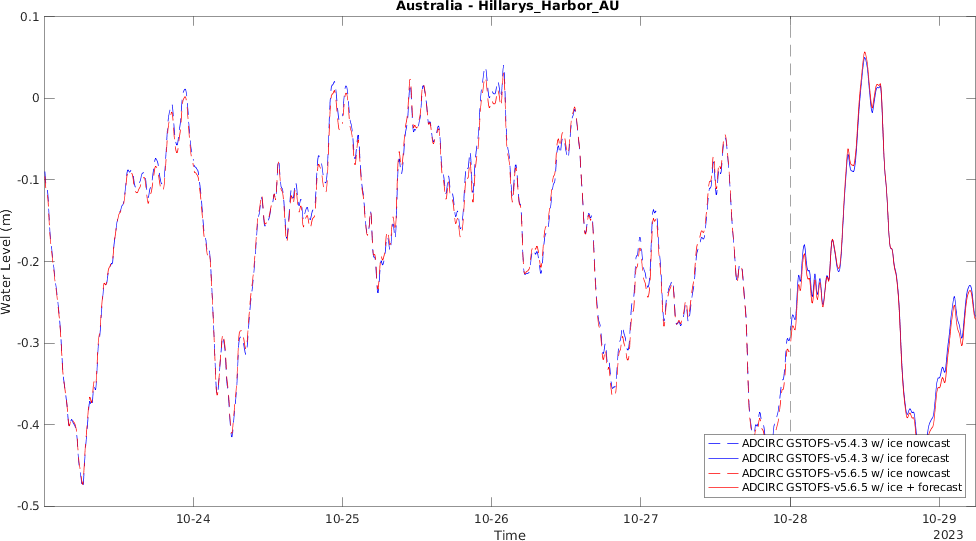 Australia - Hillarys_Harbor_AU
0.1
0
-0.1
-0.2
-0.3
-0.4
-0.5
Water Level (m)
ADCIRC GSTOFS-v5.4.3 w/ ice nowcast
ADCIRC GSTOFS-v5.4.3 w/ ice forecast
ADCIRC GSTOFS-v5.6.5 w/ ice nowcast
ADCIRC GSTOFS-v5.6.5 w/ ice + forecast
10-24 10-25 10-26 10-27 10-28 10-29
Time 2023